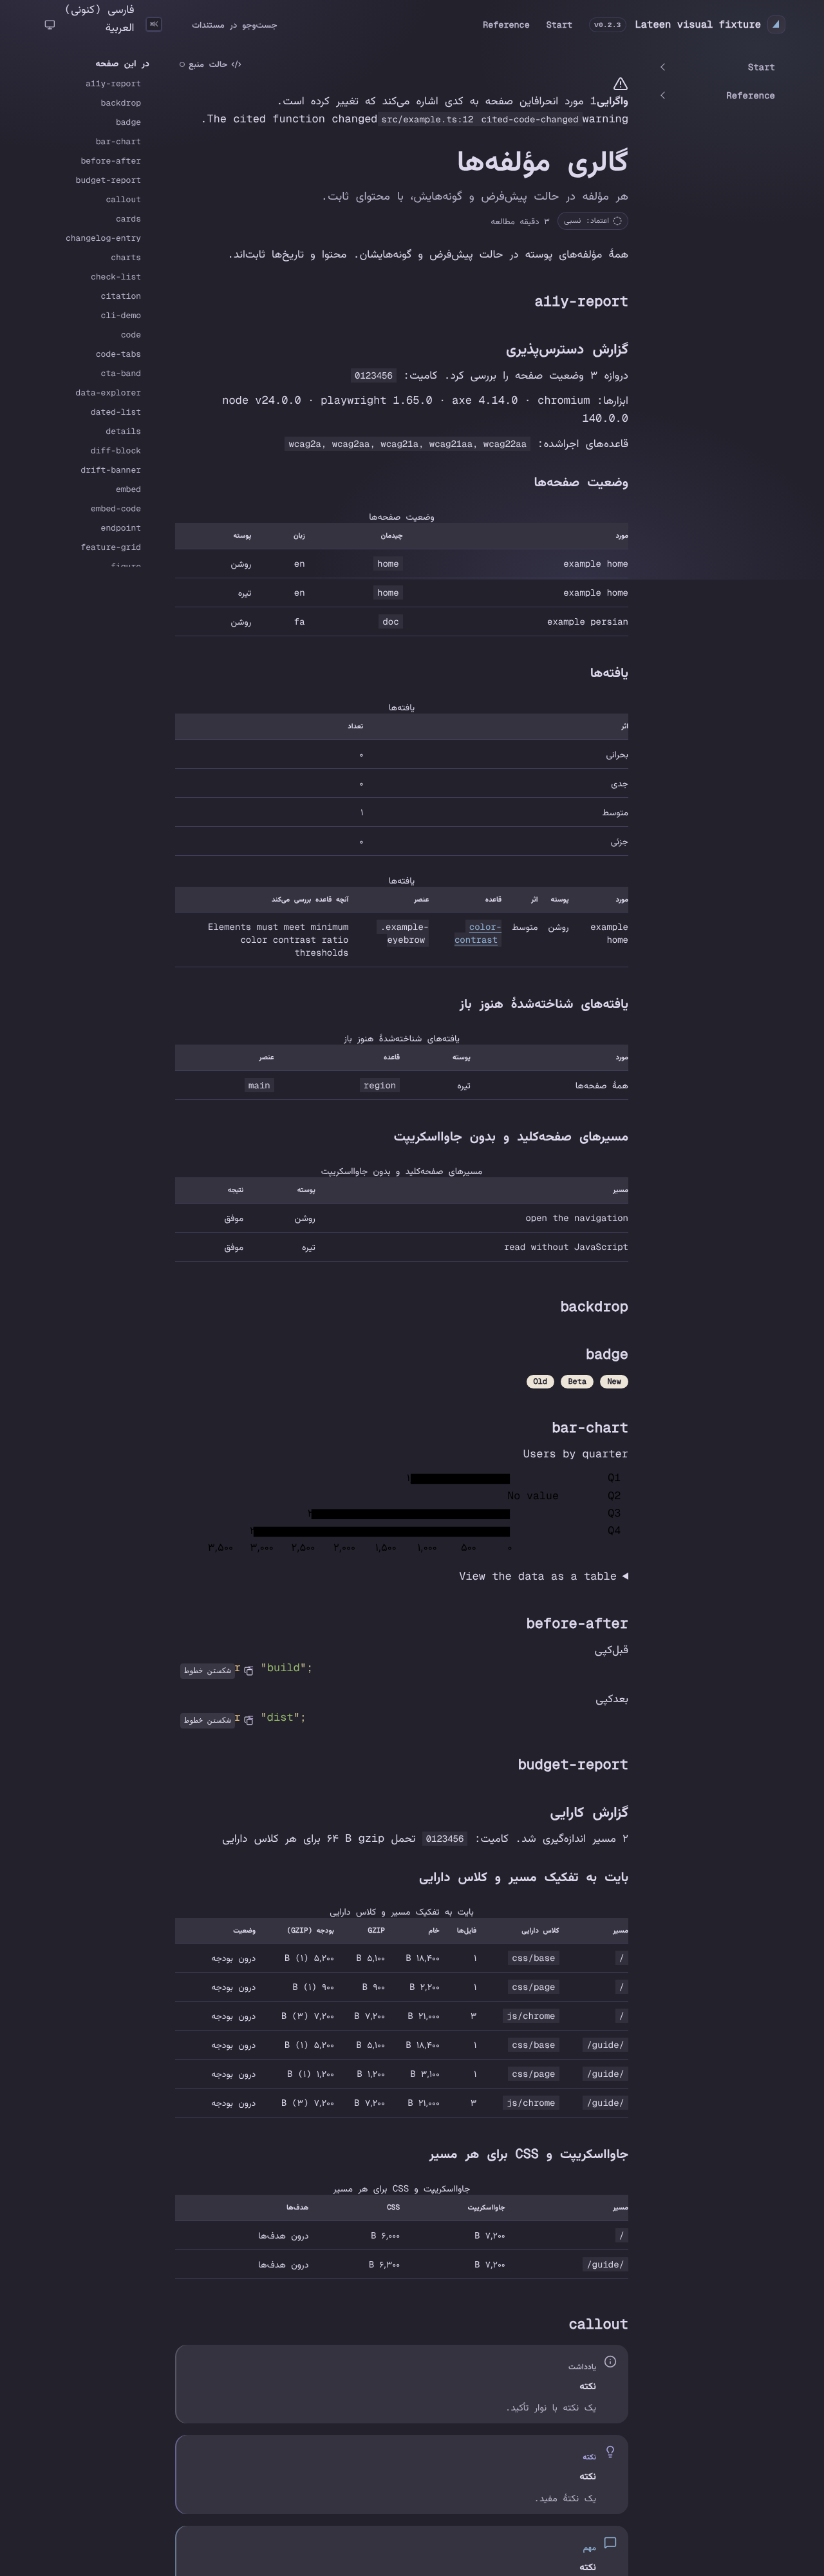 Lateen visual fixture
v0.2.3
Start
Reference
جست‌وجو در مستندات
⌘K
فارسی (کنونی)
العربية
Start
Reference
حالت منبع
در این صفحه
a11y-report
backdrop
badge
bar-chart
before-after
budget-report
callout
cards
changelog-entry
charts
check-list
citation
cli-demo
code
code-tabs
cta-band
data-explorer
dated-list
details
diff-block
drift-banner
embed
embed-code
endpoint
feature-grid
واگرایی1 مورد انحرافاین صفحه به کدی اشاره می‌کند که تغییر کرده است.
warning cited-code-changed src/example.ts:12 The cited function changed.
گالری مؤلفه‌ها
هر مؤلفه در حالت پیش‌فرض و گونه‌هایش، با محتوای ثابت.
اعتماد: نسبی
۳ دقیقه مطالعه
همهٔ مؤلفه‌های پوسته در حالت پیش‌فرض و گونه‌هایشان. محتوا و تاریخ‌ها ثابت‌اند.
a11y-report
گزارش دسترس‌پذیری
دروازه ۳ وضعیت صفحه را بررسی کرد. کامیت: 0123456
ابزارها: node v24.0.0 · playwright 1.65.0 · axe 4.14.0 · chromium
140.0.0
قاعده‌های اجراشده: wcag2a, wcag2aa, wcag21a, wcag21aa, wcag22aa
وضعیت صفحه‌ها
وضعیت صفحه‌ها
مورد چیدمان زبان پوسته
example home home en روشن
example home home en تیره
example persian doc fa روشن
یافته‌ها
یافته‌ها
اثر تعداد
بحرانی ۰
جدی ۰
متوسط ۱
جزئی ۰
یافته‌ها
مورد پوسته اثر قاعده عنصر آنچه قاعده بررسی می‌کند
example home روشن متوسط color-contrast .example-eyebrow Elements must meet minimum color contrast ratio thresholds
یافته‌های شناخته‌شدهٔ هنوز باز
یافته‌های شناخته‌شدهٔ هنوز باز
مورد پوسته قاعده عنصر
همهٔ صفحه‌ها تیره region main
مسیرهای صفحه‌کلید و بدون جاوااسکریپت
مسیرهای صفحه‌کلید و بدون جاوااسکریپت
مسیر پوسته نتیجه
open the navigation روشن موفق
read without JavaScript تیره موفق
backdrop
badge
New Beta Old
bar-chart
Users by quarter
Q1
Q2 No value
Q3
Q4
۰ ۵۰۰ ۱,۰۰۰ ۱,۵۰۰ ۲,۰۰۰ ۲,۵۰۰ ۳,۰۰۰ ۳,۵۰۰
View the data as a table
before-after
قبل‌کپی
شکستن خطوط r "build";
بعدکپی
شکستن خطوط r "dist";
budget-report
گزارش کارایی
۲ مسیر اندازه‌گیری شد. کامیت: 0123456 تحمل ۶۴ B gzip برای هر کلاس دارایی
بایت به تفکیک مسیر و کلاس دارایی
بایت به تفکیک مسیر و کلاس دارایی
مسیر کلاس دارایی فایل‌ها خام GZIP بودجه (GZIP) وضعیت
/ css/base ۱ ۱۸,۴۰۰ B ۵,۱۰۰ B ۵,۲۰۰ B (۱) درون بودجه
/ css/page ۱ ۲,۲۰۰ B ۹۰۰ B ۹۰۰ B (۱) درون بودجه
/ js/chrome ۳ ۲۱,۰۰۰ B ۷,۲۰۰ B ۷,۲۰۰ B (۳) درون بودجه
/guide/ css/base ۱ ۱۸,۴۰۰ B ۵,۱۰۰ B ۵,۲۰۰ B (۱) درون بودجه
/guide/ css/page ۱ ۳,۱۰۰ B ۱,۲۰۰ B ۱,۲۰۰ B (۱) درون بودجه
/guide/ js/chrome ۳ ۲۱,۰۰۰ B ۷,۲۰۰ B ۷,۲۰۰ B (۳) درون بودجه
جاوااسکریپت و CSS برای هر مسیر
جاوااسکریپت و CSS برای هر مسیر
مسیر جاوااسکریپت CSS هدف‌ها
/ ۷,۲۰۰ B ۶,۰۰۰ B درون هدف‌ها
/guide/ ۷,۲۰۰ B ۶,۳۰۰ B درون هدف‌ها
callout
یادداشت
نکته
یک نکته با نوار تأکید.
نکته
نکته
یک نکتهٔ مفید.
مهم
نکته